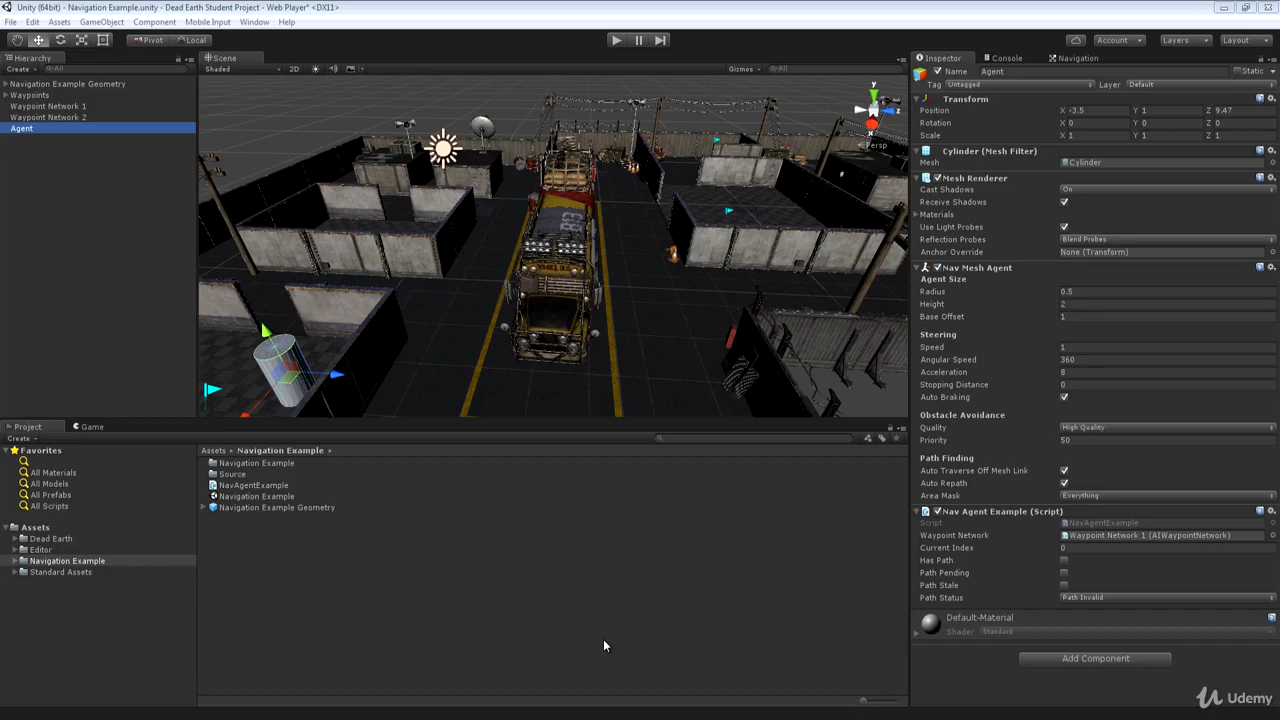 Unity (64bit) - Navigation Example.unity - Dead Earth Student Project - Web Player* <DX11>
File Edit Assets GameObject Component Mobile Input Window Help
Pivot Local Account Layers Layout
Hierarchy
Create All
Navigation Example Geometry
Waypoints
Waypoint Network 1
Waypoint Network 2
Agent
Scene
Shaded 2D Gizmos All
y
z
Persp
Project Game
Create
Favorites
All Materials
All Models
All Prefabs
All Scripts
Assets
Dead Earth
Editor
Navigation Example
Standard Assets
Assets Navigation Example
Navigation Example
Source
NavAgentExample
Navigation Example
Navigation Example Geometry
Inspector Console Navigation
Name Agent Static
Tag Untagged Layer Default
Transform
Position X -3.5 Y 1 Z 9.47
Rotation X 0 Y 0 Z 0
Scale X 1 Y 1 Z 1
Cylinder (Mesh Filter)
Mesh Cylinder
Mesh Renderer
Cast Shadows On
Receive Shadows
Materials
Use Light Probes
Reflection Probes Blend Probes
Anchor Override None (Transform)
Nav Mesh Agent
Agent Size
Radius 0.5
Height 2
Base Offset 1
Steering
Speed 1
Angular Speed 360
Acceleration 8
Stopping Distance 0
Auto Braking
Obstacle Avoidance
Quality High Quality
Priority 50
Path Finding
Auto Traverse Off Mesh Link
Auto Repath
Area Mask Everything
Nav Agent Example (Script)
Script NavAgentExample
Waypoint Network Waypoint Network 1 (AIWaypointNetwork)
Current Index 0
Has Path
Path Pending
Path Stale
Path Status Path Invalid
Default-Material
Shader Standard
Add Component
Udemy